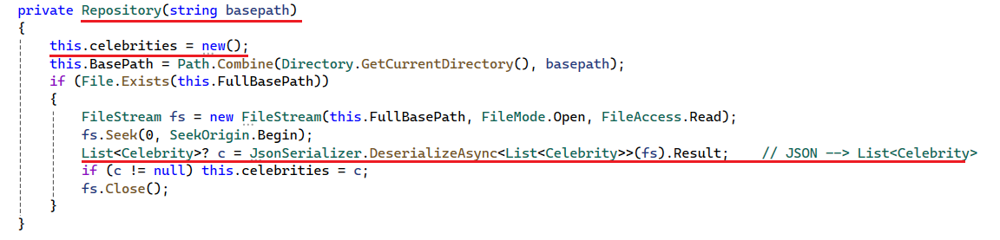 private Repository(string basepath)
{
this.celebrities = new();
this.BasePath = Path.Combine(Directory.GetCurrentDirectory(), basepath);
if (File.Exists(this.FullBasePath))
{
FileStream fs = new FileStream(this.FullBasePath, FileMode.Open, FileAccess.Read);
fs.Seek(0, SeekOrigin.Begin);
List<Celebrity>? c = JsonSerializer.DeserializeAsync<List<Celebrity>>(fs).Result;    // JSON --> List<Celebrity>
if (c != null) this.celebrities = c;
fs.Close();
}
}